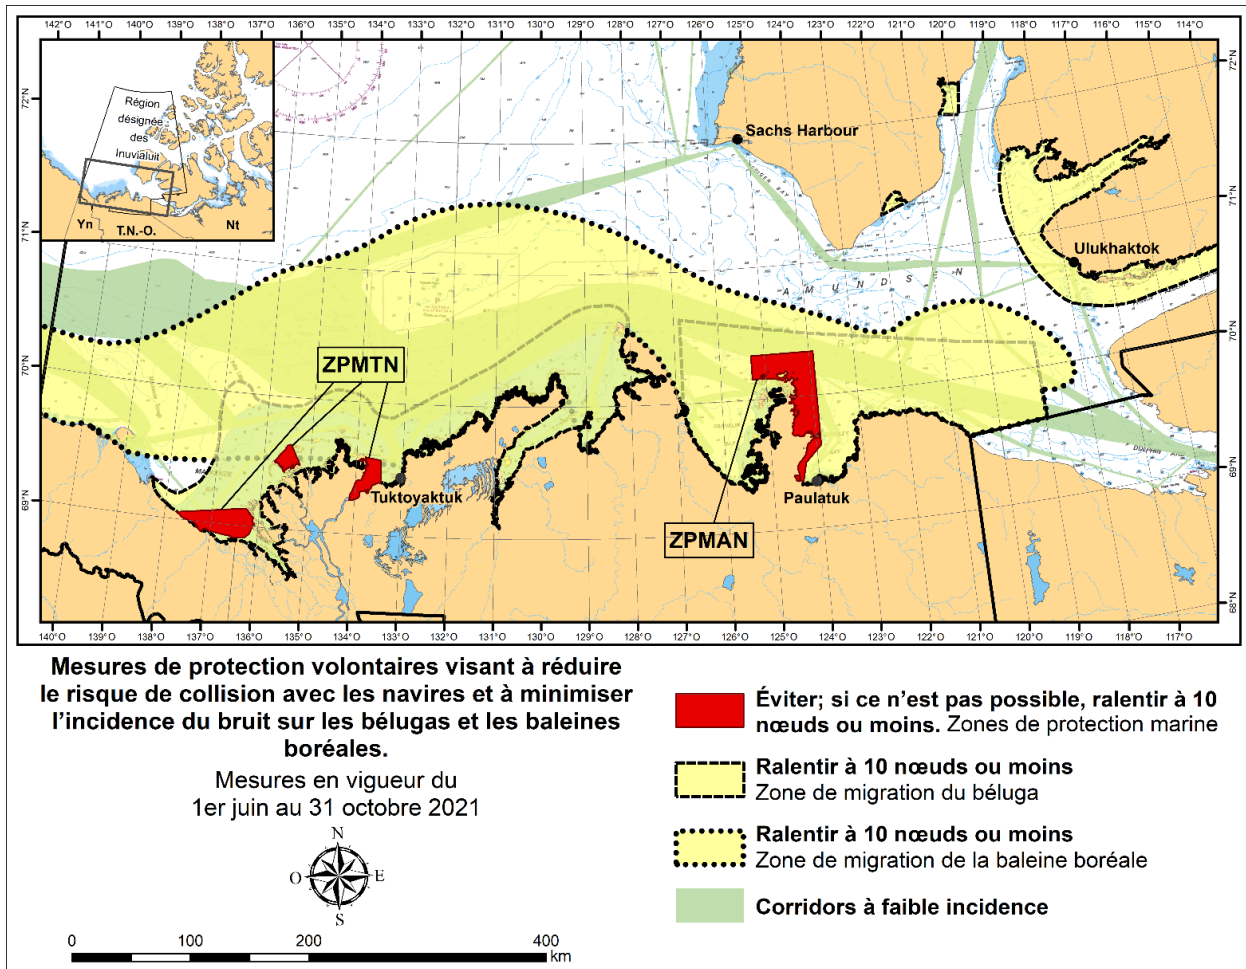 142°O 141°O 140°O 139°O 138°O 137°O 136°O 135°O 134°O 133°O 132°O 131°O 130°O 129°O 128°O 127°O 126°O 125°O 124°O 123°O 122°O 121°O 120°O 119°O 118°O 117°O 116°O 115°O 114°O
72°N
72°N
Région
désignée
des
Inuvialuit
Yn
T.N.-O.
Nt
Sachs Harbour
71°N
71°N
Ulukhaktok
AMUNDSEN
70°N
70°N
ZPMTN
69°N
69°N
Tuktoyaktuk
Paulatuk
ZPMAN
68°N
140°O 139°O 138°O 137°O 136°O 135°O 134°O 133°O 132°O 131°O 130°O 129°O 128°O 127°O 126°O 125°O 124°O 123°O 122°O 121°O 120°O 119°O 118°O 117°O
Mesures de protection volontaires visant à réduire
le risque de collision avec les navires et à minimiser
l'incidence du bruit sur les bélugas et les baleines
boréales.
Mesures en vigueur du
1er juin au 31 octobre 2021
N
O E
S
0 100 200 400
km
Éviter; si ce n'est pas possible, ralentir à 10
nœuds ou moins. Zones de protection marine
Ralentir à 10 nœuds ou moins
Zone de migration du béluga
Ralentir à 10 nœuds ou moins
Zone de migration de la baleine boréale
Corridors à faible incidence